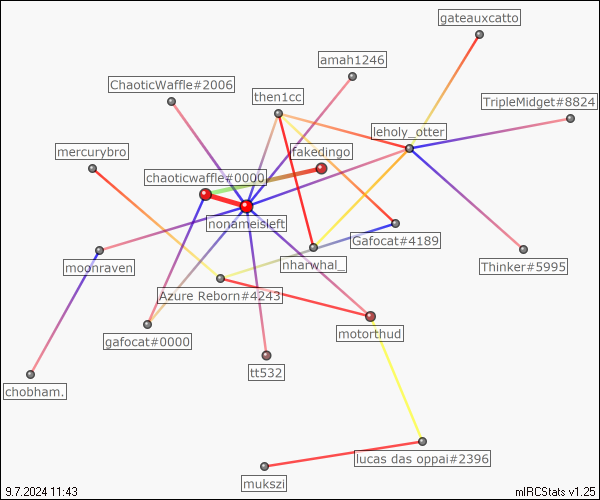 gateauxcatto
amah1246
ChaoticWaffle#2006
then1cc
TripleMidget#8824
leholy_otter
mercurybro
fakedingo
chaoticwaffle#0000
nonameisleft
Gafocat#4189
moonraven
nharwhal_
Thinker#5995
Azure Reborn#4243
motorthud
gafocat#0000
tt532
chobham.
lucas das oppai#2396
mukszi
9.7.2024 11:43
mIRCStats v1.25